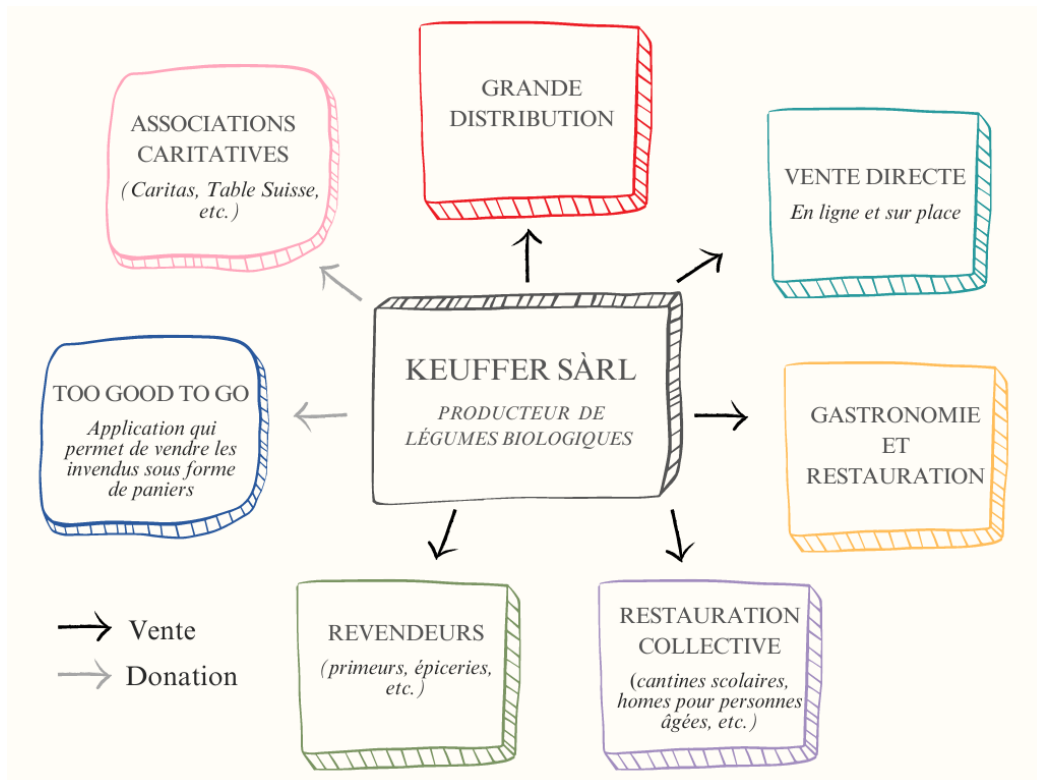 GRANDE
DISTRIBUTION
ASSOCIATIONS
CARITATIVES
(Caritas, Table Suisse,
etc.)
VENTE DIRECTE
En ligne et sur place
KEUFFER SÀRL
PRODUCTEUR DE
LÉGUMES BIOLOGIQUES
TOO GOOD TO GO
Application qui
permet de vendre les
invendus sous forme
de paniers
GASTRONOMIE
ET
RESTAURATION
REVENDEURS
(primeurs, épiceries,
etc.)
RESTAURATION
COLLECTIVE
(cantines scolaires,
homes pour personnes
âgées, etc.)
Vente
Donation